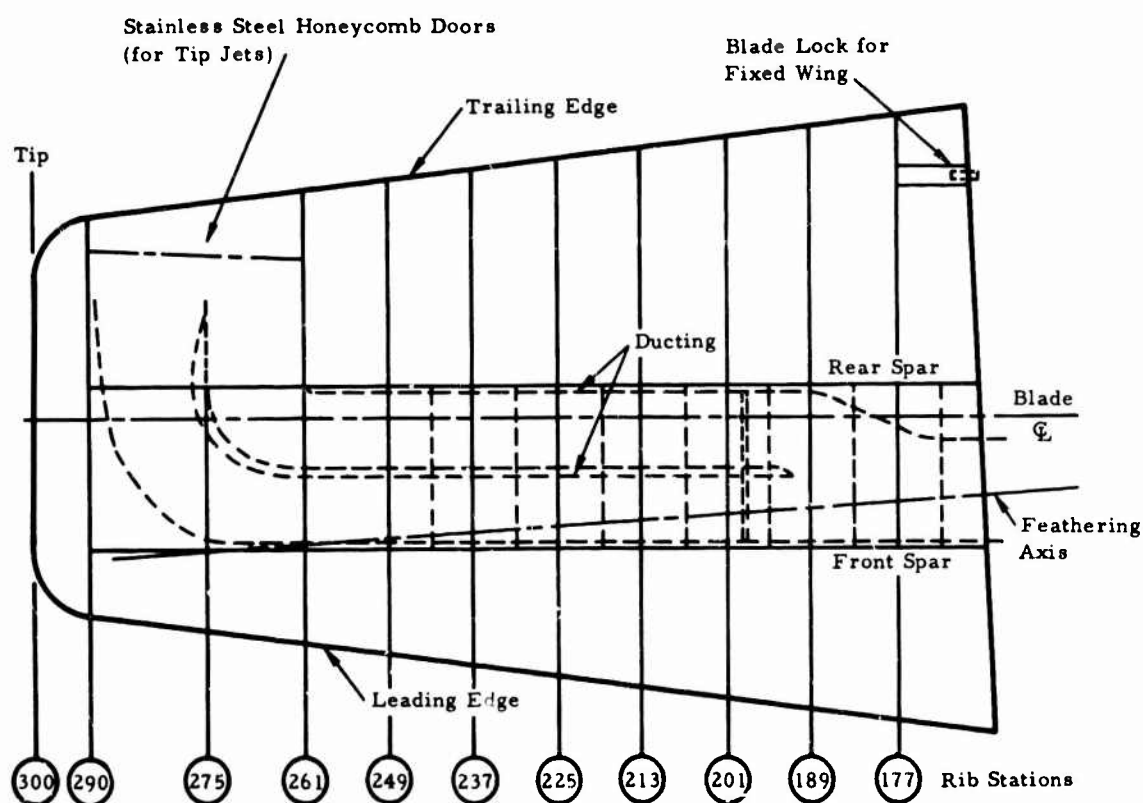 Stainless Steel Honeycomb Doors
(for Tip Jets)
Blade Lock for
Fixed Wing
Trailing Edge
Tip
Ducting
Rear Spar
Blade
℄
Feathering
Axis
Front Spar
Leading Edge
300 290 275 261 249 237 225 213 201 189 177 Rib Stations